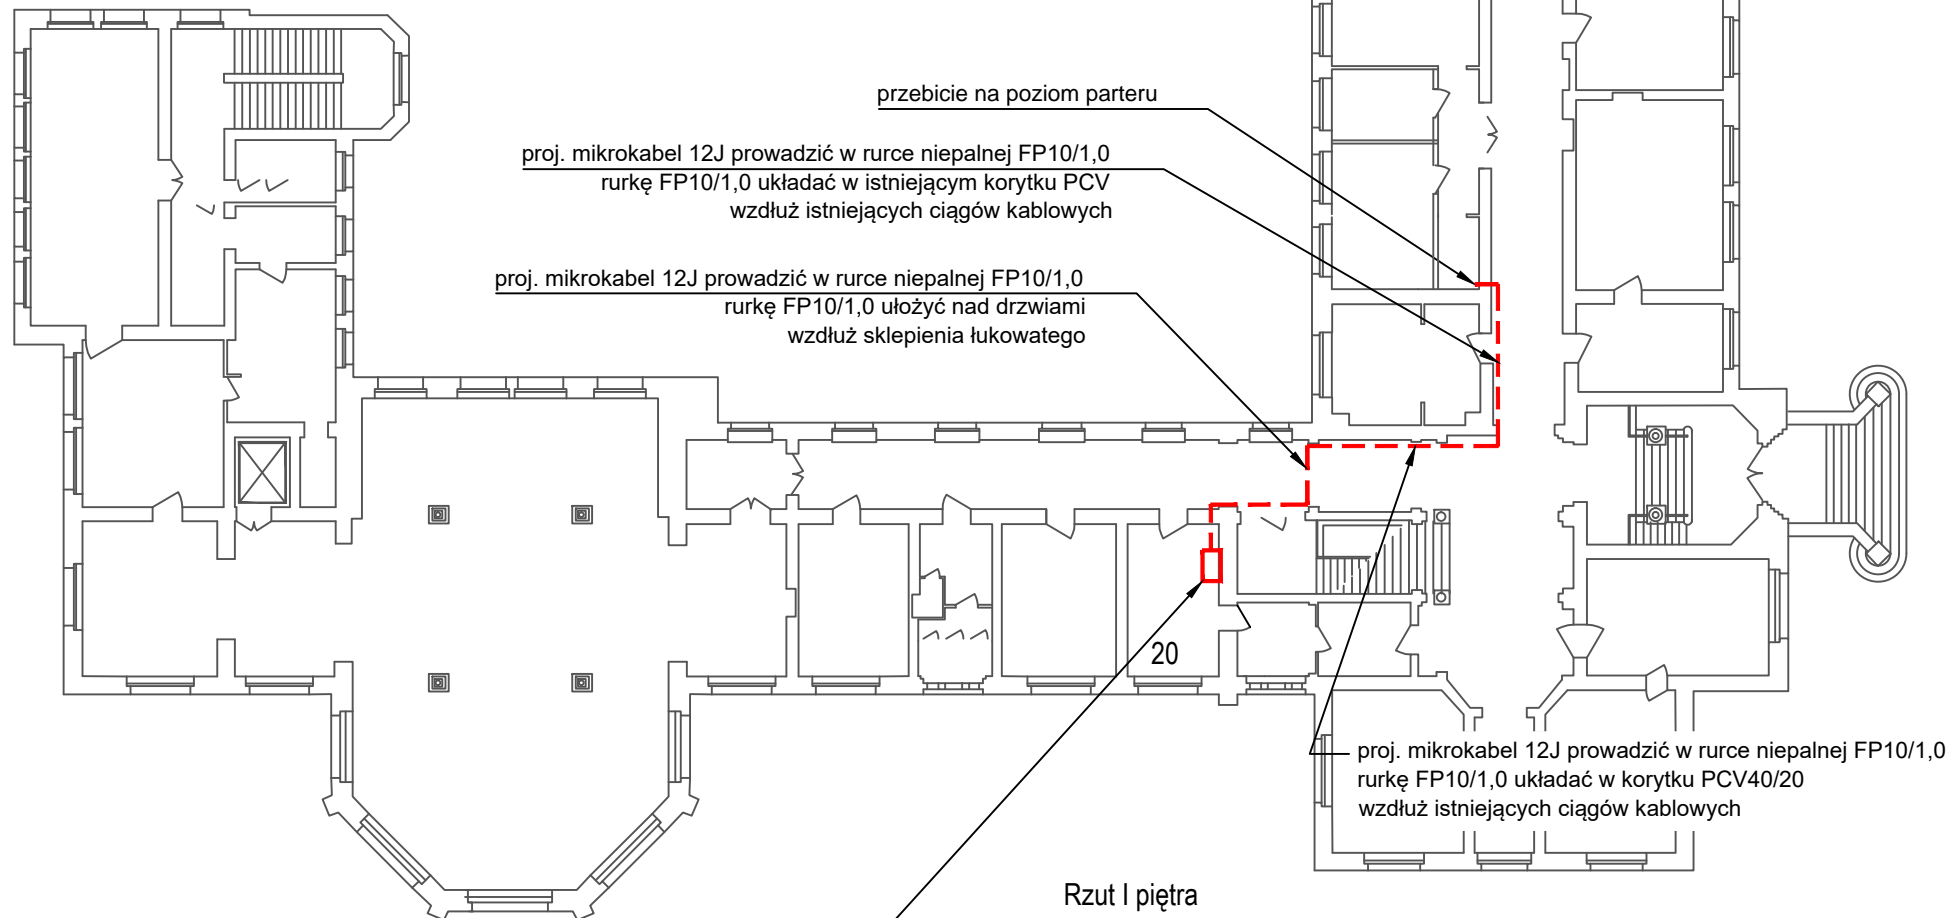 przebicie na poziom parteru
proj. mikrokabel 12J prowadzić w rurce niepalnej FP10/1,0
rurkę FP10/1,0 układać w istniejącym korytku PCV
wzdłuż istniejących ciągów kablowych
proj. mikrokabel 12J prowadzić w rurce niepalnej FP10/1,0
rurkę FP10/1,0 ułożyć nad drzwiami
wzdłuż sklepienia łukowatego
20
proj. mikrokabel 12J prowadzić w rurce niepalnej FP10/1,0
rurkę FP10/1,0 układać w korytku PCV40/20
wzdłuż istniejących ciągów kablowych
Rzut I piętra